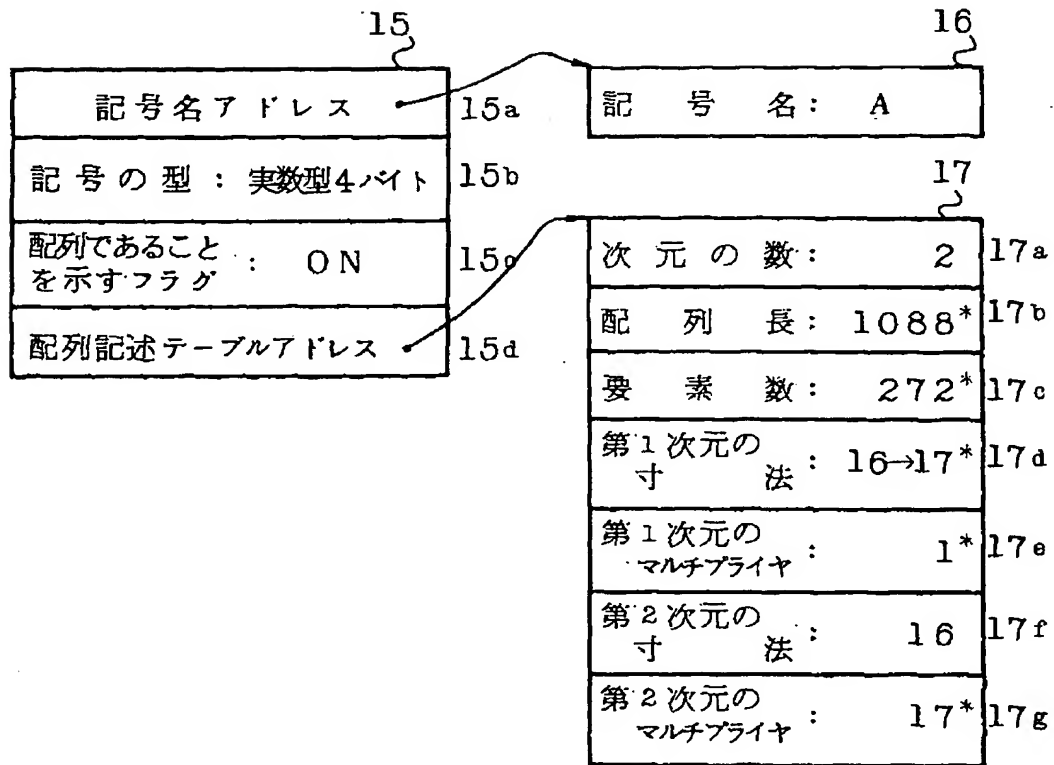 15
記号名アドレス 15a
記号の型：実数型4バイト 15b
配列であること
を示すフラグ ： ON 15c
配列記述テーブルアドレス 15d
16
記号名： A
17
次元の数： 2 17a
配列長： 1088* 17b
要素数： 272* 17c
第1次元の
寸法 ： 16→17* 17d
第1次元の
マルチプライヤ ： 1* 17e
第2次元の
寸法 ： 16 17f
第2次元の
マルチプライヤ ： 17* 17g